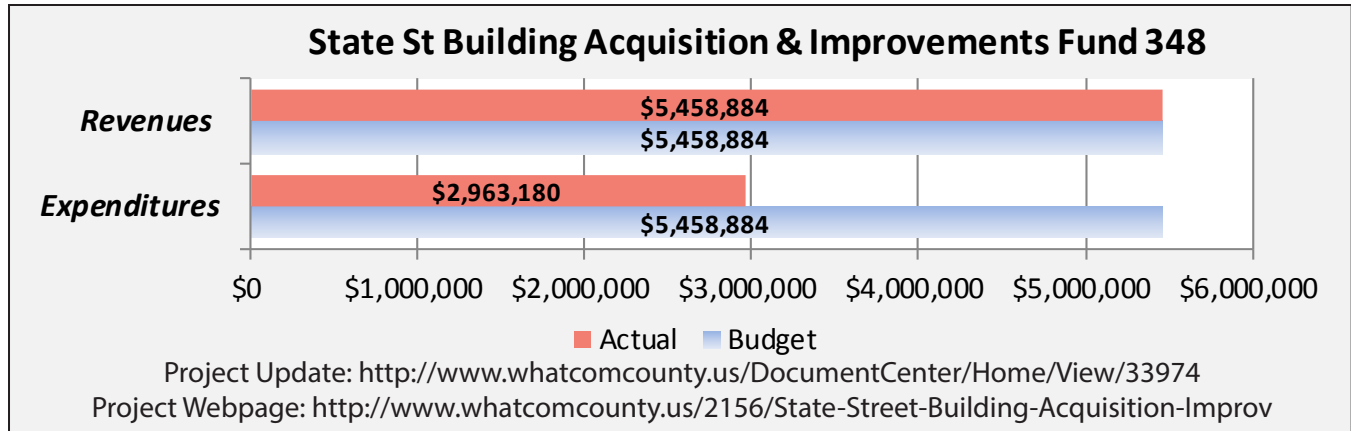 State St Building Acquisition & Improvements Fund 348
Revenues
$5,458,884
$5,458,884
Expenditures
$2,963,180
$5,458,884
$0 $1,000,000 $2,000,000 $3,000,000 $4,000,000 $5,000,000 $6,000,000
Actual Budget
Project Update: http://www.whatcomcounty.us/DocumentCenter/Home/View/33974
Project Webpage: http://www.whatcomcounty.us/2156/State-Street-Building-Acquisition-Improv